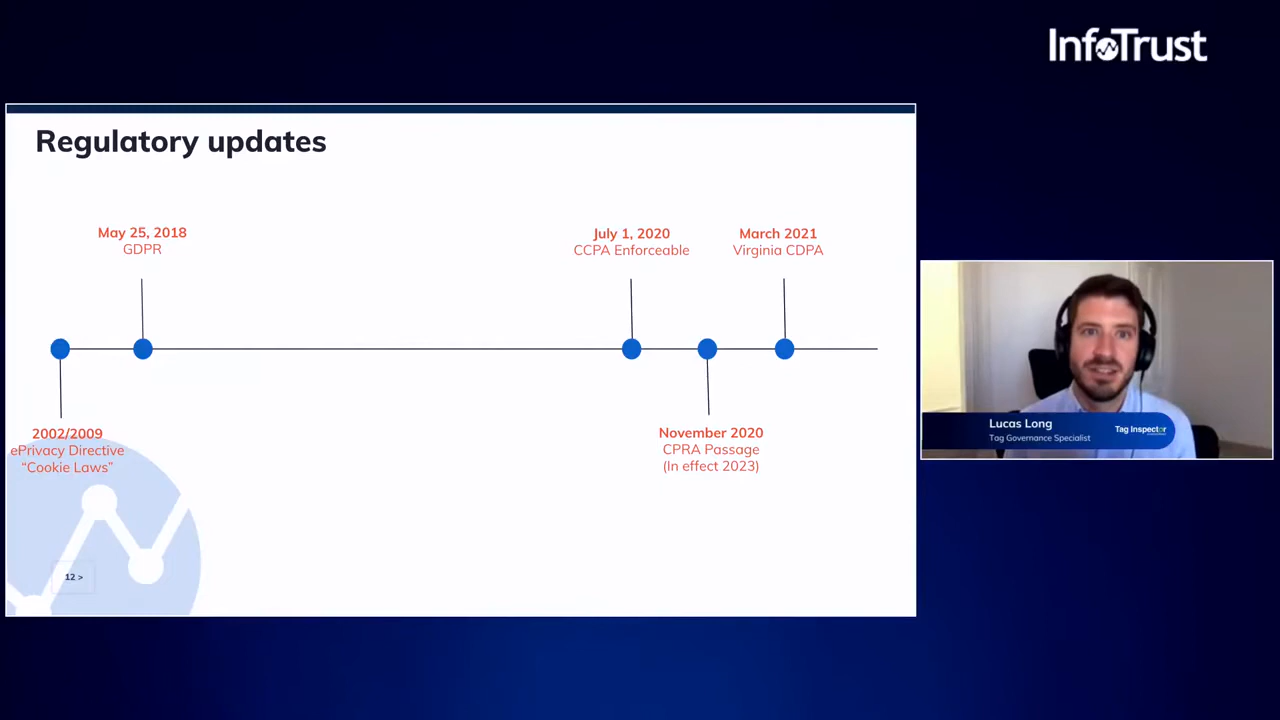 InfoTrust
Regulatory updates
May 25, 2018
GDPR
July 1, 2020
CCPA Enforceable
March 2021
Virginia CDPA
2002/2009
ePrivacy Directive
“Cookie Laws”
November 2020
CPRA Passage
(In effect 2023)
12 >
Lucas Long
Tag Governance Specialist
Tag Inspector